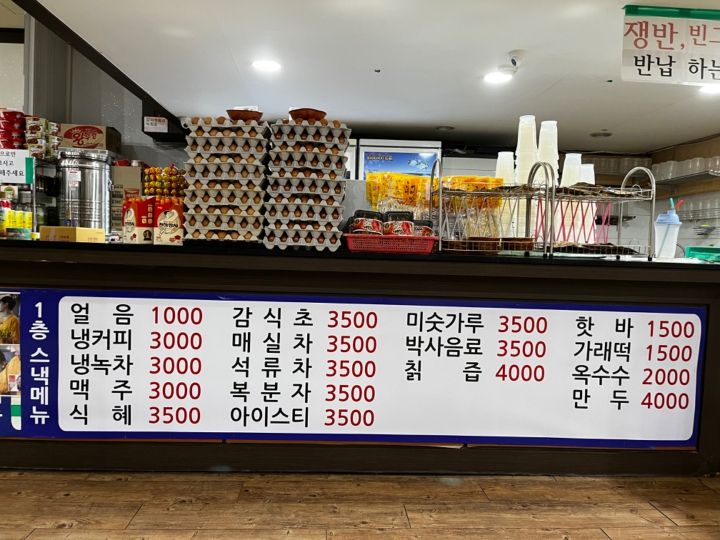 쟁반, 빈그
반납 하는
1층 스낵메뉴
얼음 1000
냉커피 3000
냉녹차 3000
맥주 3000
식혜 3500
감식초 3500
매실차 3500
석류차 3500
복분자 3500
아이스티 3500
미숫가루 3500
박사음료 3500
칡즙 4000
핫바 1500
가래떡 1500
옥수수 2000
만두 4000